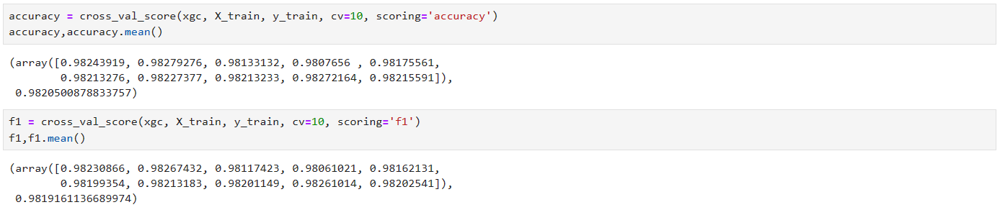 accuracy = cross_val_score(xgc, X_train, y_train, cv=10, scoring='accuracy')
accuracy,accuracy.mean()
(array([0.98243919, 0.98279276, 0.98133132, 0.9807656 , 0.98175561,
0.98213276, 0.98227377, 0.98213233, 0.98272164, 0.98215591]),
0.9820500878833757)
f1 = cross_val_score(xgc, X_train, y_train, cv=10, scoring='f1')
f1,f1.mean()
(array([0.98230866, 0.98267432, 0.98117423, 0.98061021, 0.98162131,
0.98199354, 0.98213183, 0.98201149, 0.98261014, 0.98202541]),
0.9819161136689974)